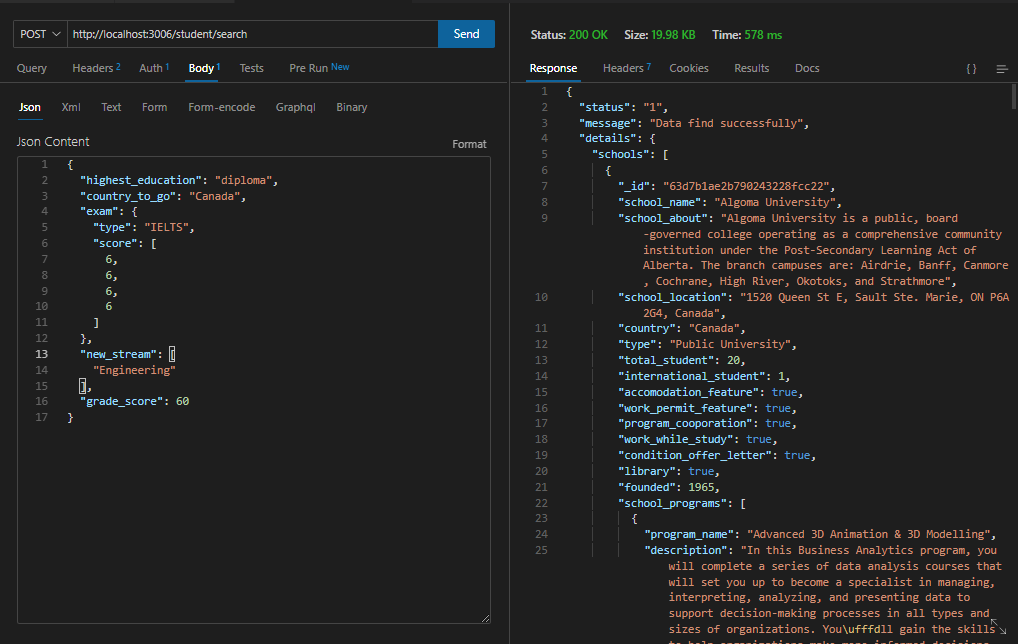 POST http://localhost:3006/student/search Send
Query Headers 2 Auth 1 Body 1 Tests Pre Run New
Json Xml Text Form Form-encode Graphql Binary
Json Content Format
1 {
2 "highest_education": "diploma",
3 "country_to_go": "Canada",
4 "exam": {
5 "type": "IELTS",
6 "score": [
7 6,
8 6,
9 6,
10 6
11 ]
12 },
13 "new_stream": [
14 "Engineering"
15 ],
16 "grade_score": 60
17 }
Status: 200 OK Size: 19.98 KB Time: 578 ms
Response Headers 7 Cookies Results Docs { }
1 {
2 "status": "1",
3 "message": "Data find successfully",
4 "details": {
5 "schools": [
6 {
7 "_id": "63d7b1ae2b790243228fcc22",
8 "school_name": "Algoma University",
9 "school_about": "Algoma University is a public, board
-governed college operating as a comprehensive community
institution under the Post-Secondary Learning Act of
Alberta. The branch campuses are: Airdrie, Banff, Canmore
, Cochrane, High River, Okotoks, and Strathmore",
10 "school_location": "1520 Queen St E, Sault Ste. Marie, ON P6A
2G4, Canada",
11 "country": "Canada",
12 "type": "Public University",
13 "total_student": 20,
14 "international_student": 1,
15 "accomodation_feature": true,
16 "work_permit_feature": true,
17 "program_cooporation": true,
18 "work_while_study": true,
19 "condition_offer_letter": true,
20 "library": true,
21 "founded": 1965,
22 "school_programs": [
23 {
24 "program_name": "Advanced 3D Animation & 3D Modelling",
25 "description": "In this Business Analytics program, you
will complete a series of data analysis courses that
will set you up to become a specialist in managing,
interpreting, analyzing, and presenting data to
support decision-making processes in all types and
sizes of organizations. You\ufffdll gain the skills